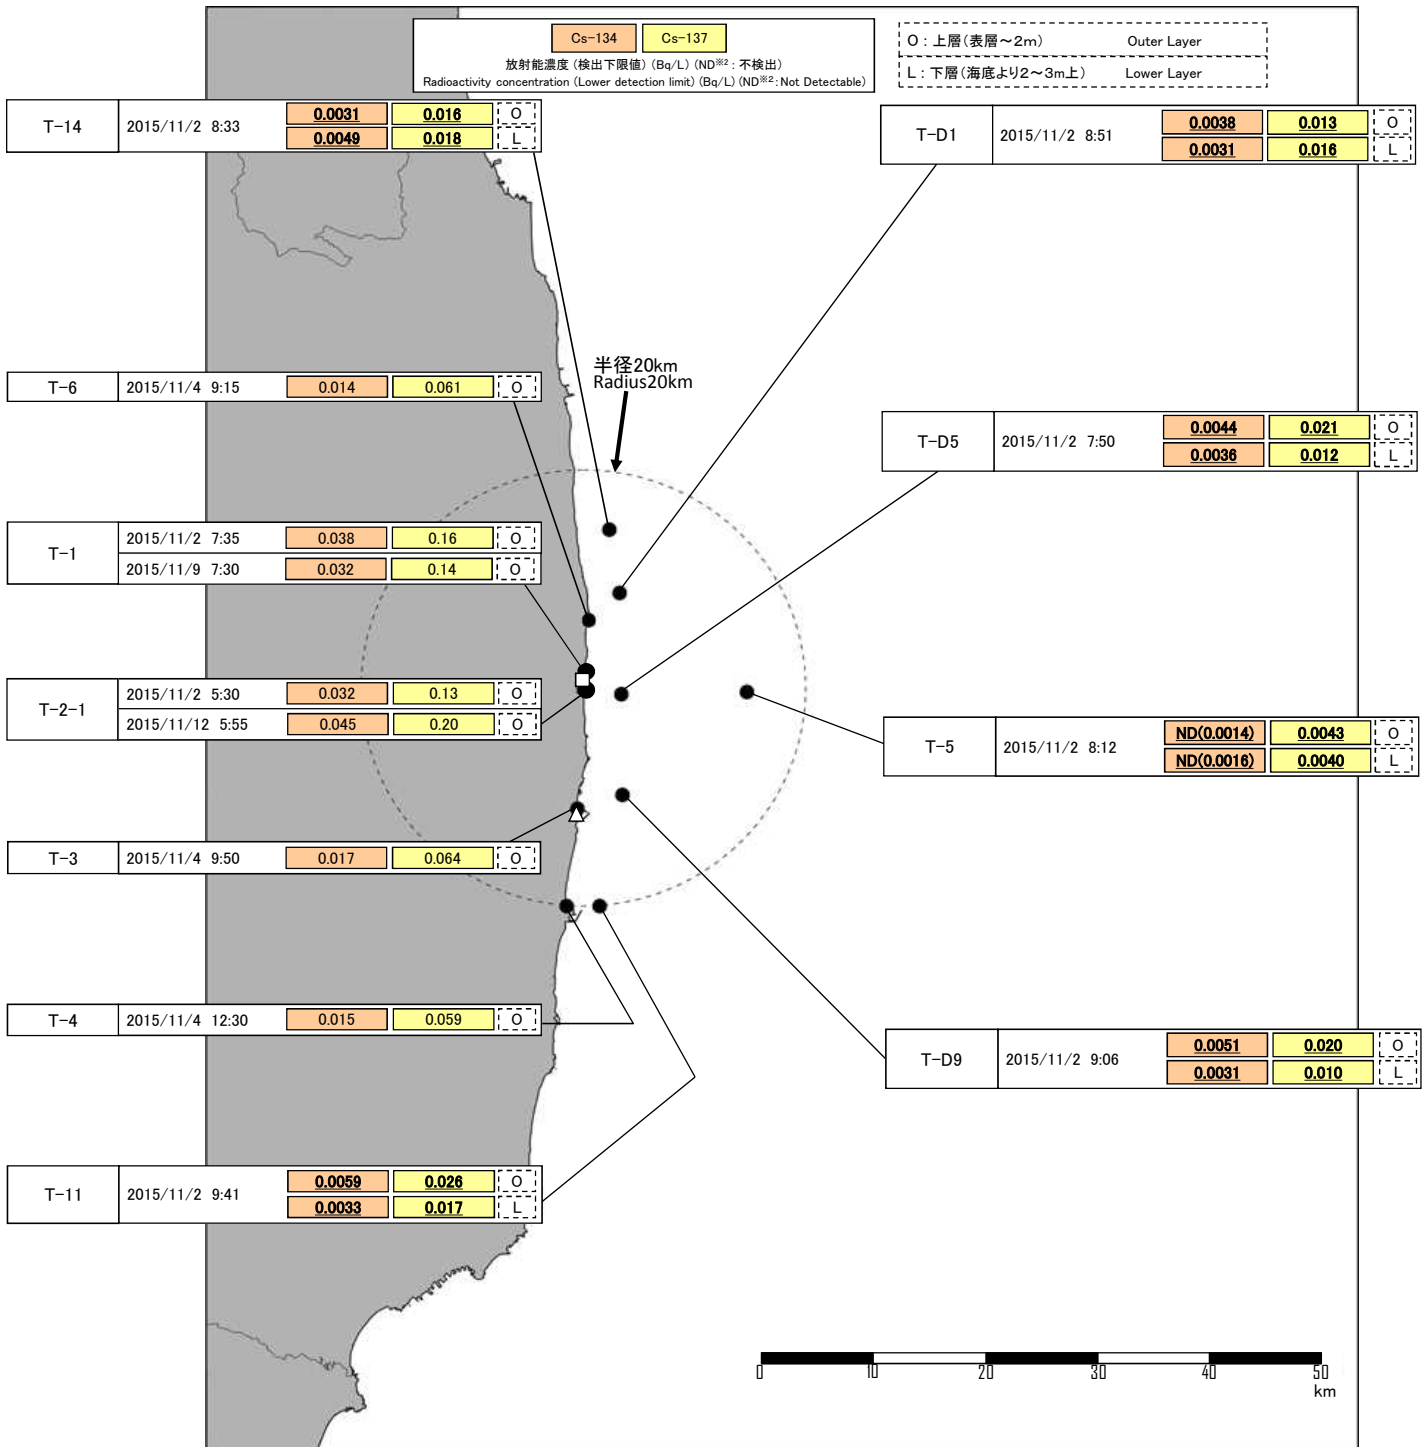 Cs-134 Cs-137
放射能濃度 (検出下限値) (Bq/L) (ND※2: 不検出)
Radioactivity concentration (Lower detection limit) (Bq/L) (ND※2: Not Detectable)
O : 上層(表層～2m) Outer Layer
L : 下層(海底より2～3m上) Lower Layer
T-14 2015/11/2 8:33
0.0031 0.016 O
0.0049 0.018 L
T-D1 2015/11/2 8:51
0.0038 0.013 O
0.0031 0.016 L
半径20km
Radius20km
T-6 2015/11/4 9:15 0.014 0.061 O
T-D5 2015/11/2 7:50
0.0044 0.021 O
0.0036 0.012 L
T-1
2015/11/2 7:35 0.038 0.16 O
2015/11/9 7:30 0.032 0.14 O
T-2-1
2015/11/2 5:30 0.032 0.13 O
2015/11/12 5:55 0.045 0.20 O
T-5 2015/11/2 8:12
ND(0.0014) 0.0043 O
ND(0.0016) 0.0040 L
T-3 2015/11/4 9:50 0.017 0.064 O
T-4 2015/11/4 12:30 0.015 0.059 O
T-D9 2015/11/2 9:06
0.0051 0.020 O
0.0031 0.010 L
T-11 2015/11/2 9:41
0.0059 0.026 O
0.0033 0.017 L
0 10 20 30 40 50
km